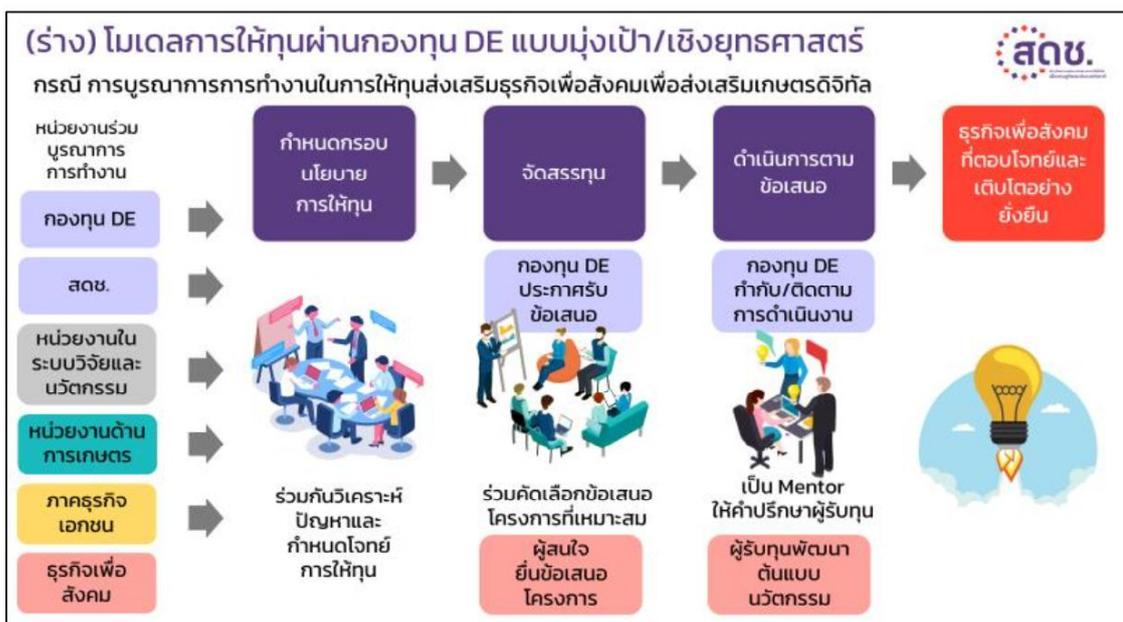 (ร่าง) โมเดลการให้ทุนผ่านกองทุน DE แบบมุ่งเป้า/เชิงยุทธศาสตร์
สดช.
กรณี การบูรณาการการทำงานในการให้ทุนส่งเสริมธุรกิจเพื่อสังคมเพื่อส่งเสริมเกษตรดิจิทัล
หน่วยงานร่วม
บูรณาการ
การทำงาน
กองทุน DE
สดช.
หน่วยงานใน
ระบบวิจัยและ
นวัตกรรม
หน่วยงานด้าน
การเกษตร
ภาคธุรกิจ
เอกชน
ธุรกิจเพื่อ
สังคม
กำหนดกรอบ
นโยบาย
การให้ทุน
ร่วมกันวิเคราะห์
ปัญหาและ
กำหนดโจทย์
การให้ทุน
จัดสรรทุน
กองทุน DE
ประกาศรับ
ข้อเสนอ
ร่วมคัดเลือกข้อเสนอ
โครงการที่เหมาะสม
ผู้สนใจ
ยื่นข้อเสนอ
โครงการ
ดำเนินการตาม
ข้อเสนอ
กองทุน DE
กำกับ/ติดตาม
การดำเนินงาน
เป็น Mentor
ให้คำปรึกษาผู้รับทุน
ผู้รับทุนพัฒนา
ต้นแบบ
นวัตกรรม
ธุรกิจเพื่อสังคม
ที่ตอบโจทย์และ
เติบโตอย่าง
ยั่งยืน